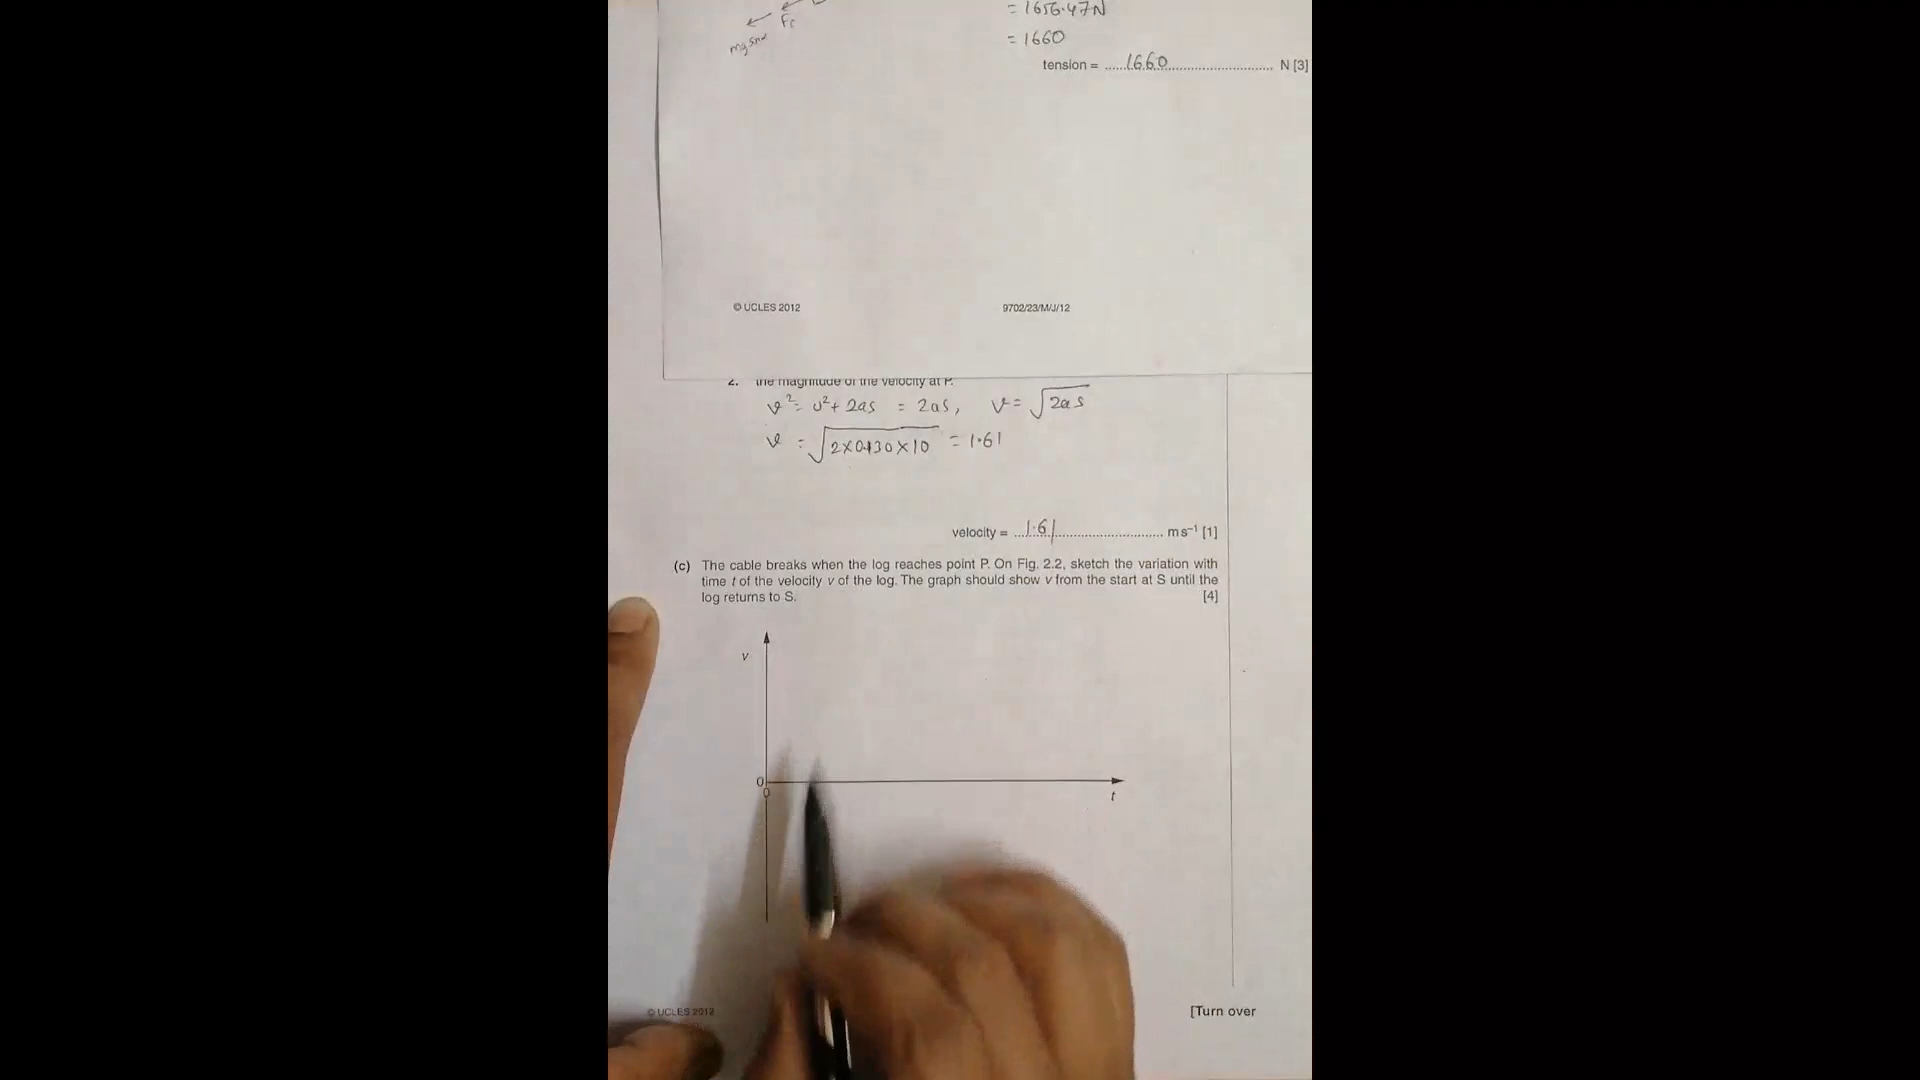 = 1656.47N
Fc
mg sinα
= 1660
tension = ......1660.............................. N [3]
© UCLES 2012 9702/23/M/J/12
2. the magnitude of the velocity at P.
v² = u² + 2as = 2as, v = √2as
v = √2×0.130×10 = 1.61
velocity = ....1.61............................ m s⁻¹ [1]
(c) The cable breaks when the log reaches point P. On Fig. 2.2, sketch the variation with
time t of the velocity v of the log. The graph should show v from the start at S until the
log returns to S. [4]
v
0
0
t
© UCLES 2012 [Turn over